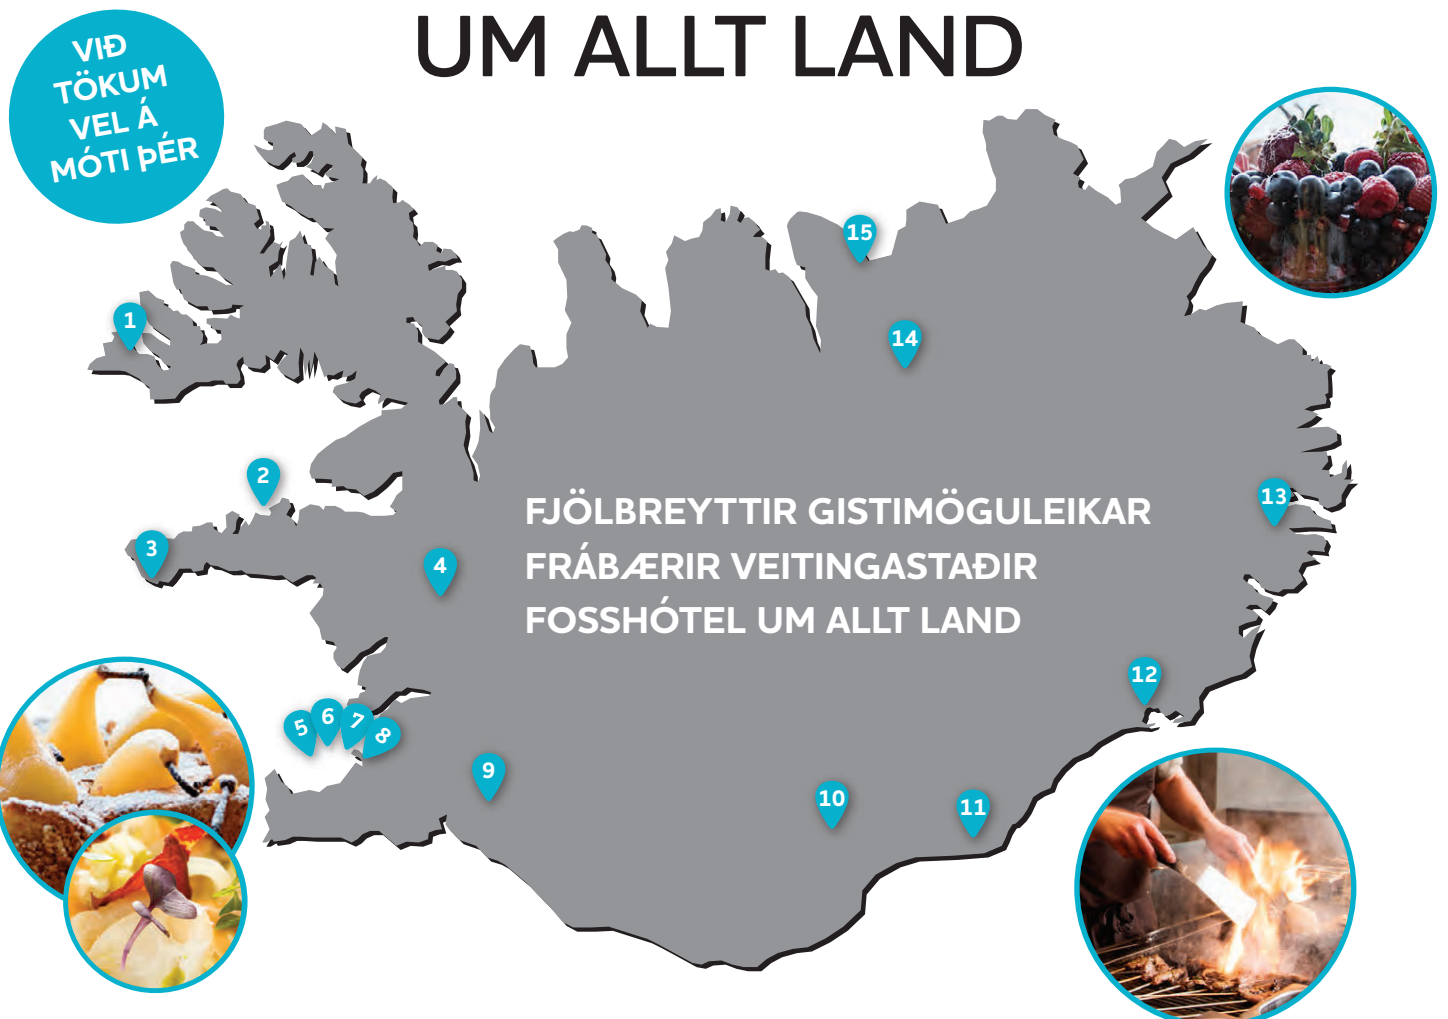 UM ALLT LAND
VIÐ
TÖKUM
VEL Á
MÓTI ÞÉR
15
1
14
2
13
3
4
FJÖLBREYTTIR GISTIMÖGULEIKAR
FRÁBÆRIR VEITINGASTAÐIR
FOSSHÓTEL UM ALLT LAND
12
5
6
7
8
9
10
11